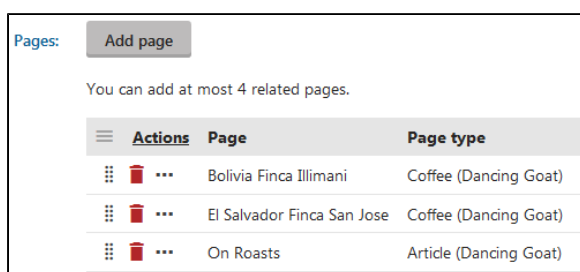 Pages: Add page
You can add at most 4 related pages.
Actions Page Page type
Bolivia Finca Illimani Coffee (Dancing Goat)
El Salvador Finca San Jose Coffee (Dancing Goat)
On Roasts Article (Dancing Goat)